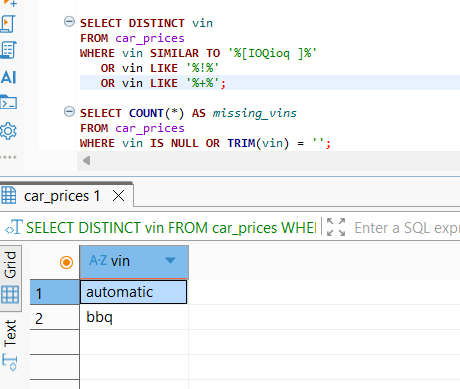 SELECT DISTINCT vin
FROM car_prices
WHERE vin SIMILAR TO '%[IOQioq ]%'
OR vin LIKE '%!%'
OR vin LIKE '%+%';
AI
SELECT COUNT(*) AS missing_vins
FROM car_prices
WHERE vin IS NULL OR TRIM(vin) = '';
car_prices 1
SELECT DISTINCT vin FROM car_prices WHE
Enter a SQL expr
Grid
A-Z vin
1 automatic
2 bbq
Text